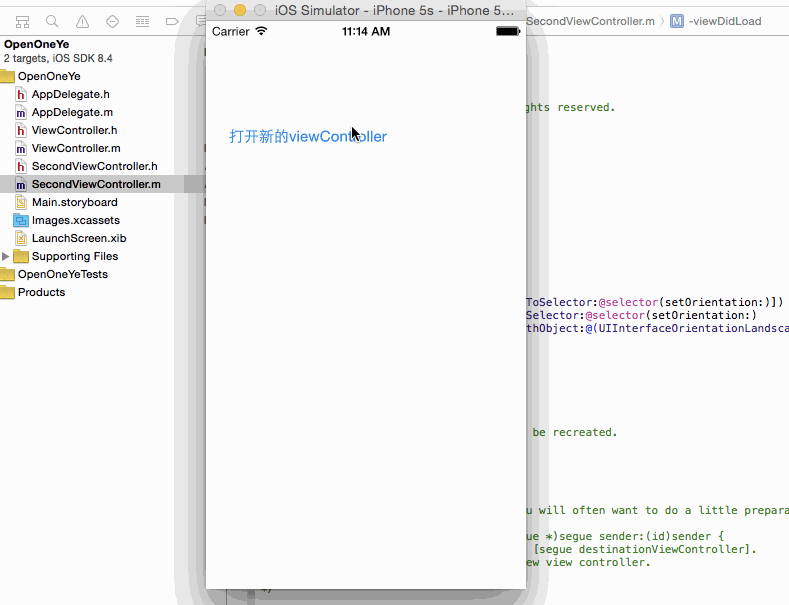 iOS Simulator - iPhone 5s - iPhone 5...
SecondViewController.m
M -viewDidLoad
OpenOneYe
2 targets, iOS SDK 8.4
OpenOneYe
h AppDelegate.h
m AppDelegate.m
h ViewController.h
m ViewController.m
h SecondViewController.h
m SecondViewController.m
Main.storyboard
Images.xcassets
LaunchScreen.xib
Supporting Files
OpenOneYeTests
Products
Carrier
11:14 AM
打开新的viewController
ghts reserved.
ToSelector:@selector(setOrientation:)])
Selector:@selector(setOrientation:)
thObject:@(UIInterfaceOrientationLandsca
be recreated.
u will often want to do a little prepara
ue *)segue sender:(id)sender {
[segue destinationViewController].
ew view controller.
*/